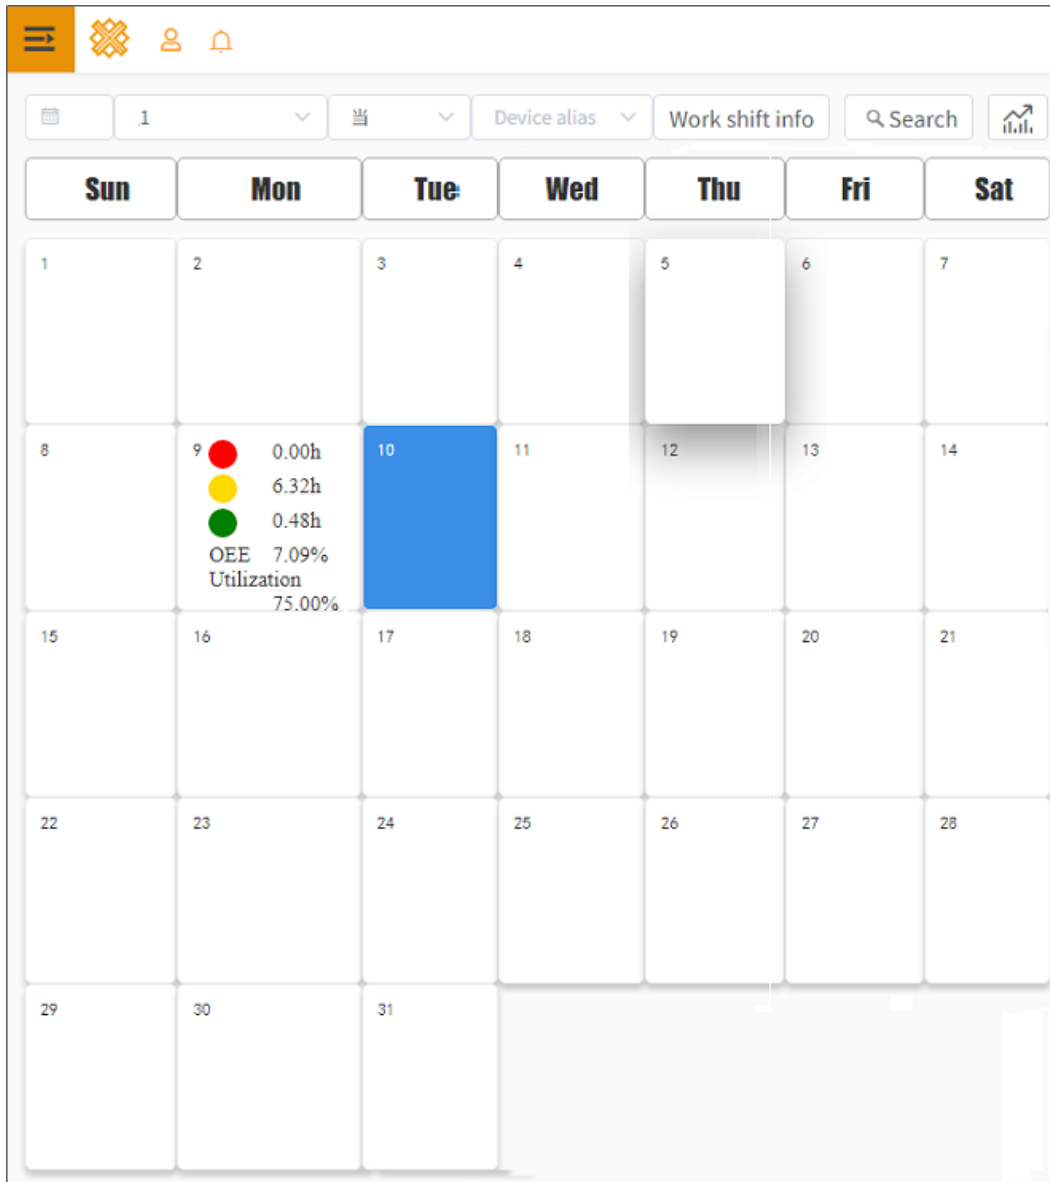 1 当 Device alias Work shift info Search
Sun Mon Tue Wed Thu Fri Sat
1 2 3 4 5 6 7
8 9 0.00h 10 11 12 13 14
6.32h
0.48h
OEE 7.09%
Utilization
75.00%
15 16 17 18 19 20 21
22 23 24 25 26 27 28
29 30 31